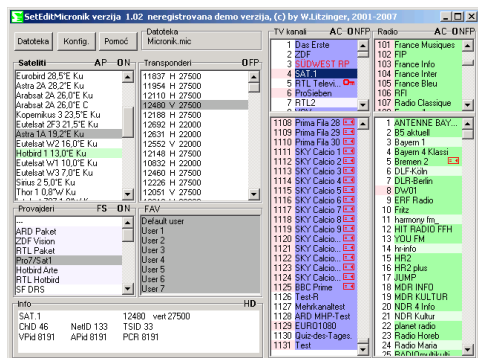 SetEditMicronik verzija 1.02 neregistrovana demo verzija, (c) by W.Litzinger, 2001-2007
Datoteka
Konfig.
Pomoć
Datoteka
Micronik.mic
Sateliti AP ON
Eurobird 28,5°E Ku
Astra 2A 28,2°E Ku
Arabsat 2A 26,0°E Ku
Arabsat 2A 26,0°E C
Kopernikus 3 23,5°E Ku
Eutelsat 2F3 21,5°E Ku
Astra 1A 19,2°E Ku
Eutelsat W2 16,0°E Ku
Hotbird 1 13,0°E Ku
Eutelsat W1 10,0°E Ku
Eutelsat W3 7,0°E Ku
Sirius 2 5,0°E Ku
Thor 1 0,8°W Ku
Transponderi OFP
11837 H 27500
11954 H 27500
12110 H 27500
12480 V 27500
12188 H 27500
12692 H 22000
12631 H 22000
12552 V 22000
12148 H 27500
10832 H 22000
12460 H 27500
12226 H 27500
12051 V 27500
Provajderi FS ON
---
ARD Paket
ZDF Vision
RTL Paket
Pro7/Sat1
Hotbird Arte
RTL Hotbird
SF DRS
FAV
Default user
User 1
User 2
User 3
User 4
User 5
User 6
User 7
Info HD
SAT.1 12480 vert 27500
ChID 46 NetID 133 TSID 33
VPid 8191 APid 8191 PCR 8191
TV kanali AC ONFP
1 Das Erste
2 ZDF
3 SÜDWEST RP
4 SAT.1
5 RTL Televi...
6 ProSieben
7 RTL2
1108 Prima Fila 28
1109 Prima Fila 29
1110 Prima Fila 30
1111 SKY Calcio 1
1112 SKY Calcio 2
1113 SKY Calcio 3
1114 SKY Calcio 4
1115 SKY Calcio 5
1116 SKY Calcio 6
1117 SKY Calcio 7
1118 SKY Calcio 8
1119 SKY Calcio 9
1120 SKY Calcio...
1121 SKY Calcio...
1122 SKY Calcio...
1123 SKY Calcio...
1124 SKY Calcio...
1125 BBC Prime
1126 Test-R
1127 Mehrkanaltest
1128 ARD MHP-Test
1129 EURO1080
1130 Quiz-des-Tages.
1131 Test
Radio AC ONFP
101 France Musiques
102 FIP
103 France Info
104 France Inter
105 France Bleu
106 RFI
107 Radio Classique
1 ANTENNE BAY...
2 B5 aktuell
3 Bayern 1
4 Bayern 4 Klassi
5 Bremen 2
6 DLF-Köln
7 DLR-Berlin
8 DW01
9 ERF Radio
10 Fritz
11 harmony fm_
12 HIT RADIO FFH
13 YOU FM
14 hr-info
15 HR2
16 HR2 plus
17 JUMP
18 MDR INFO
19 MDR KULTUR
20 NDR 4 Info
21 NDR Kultur
22 planet radio
23 Radio Horeb
24 Radio Maria
25 RADIOmultikulti